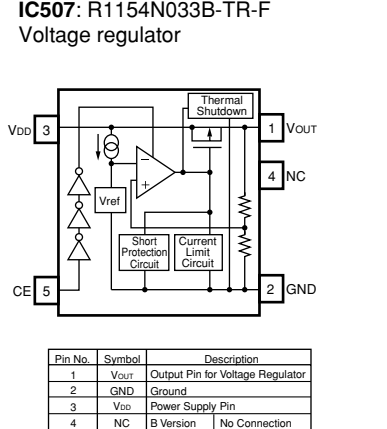 IC507: R1154N033B-TR-F
Voltage regulator
Thermal
Shutdown
VDD 3
1 VOUT
4 NC
Vref
Short
Protection
Circuit
Current
Limit
Circuit
CE 5
2 GND
Pin No. Symbol Description
1 VOUT Output Pin for Voltage Regulator
2 GND Ground
3 VDD Power Supply Pin
4 NC B Version No Connection